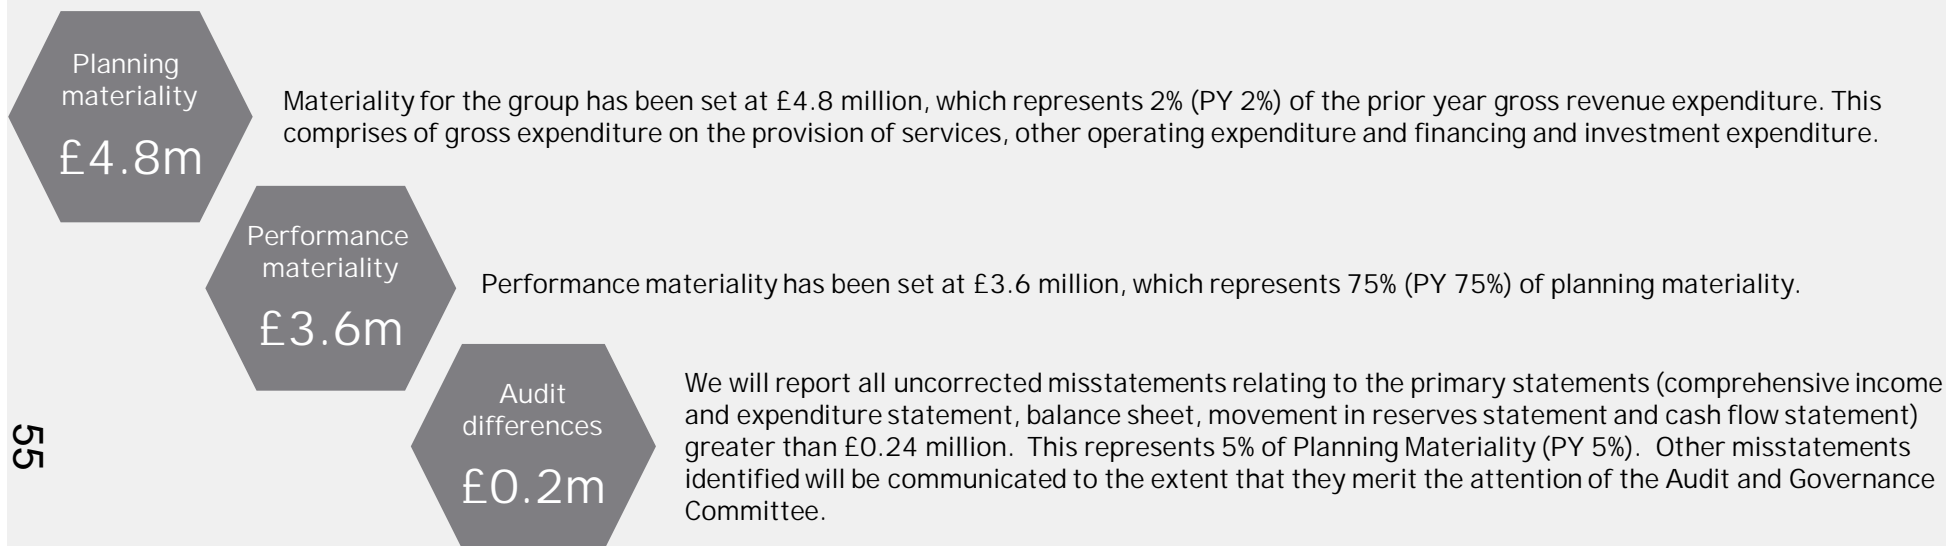 Planning
materiality
£4.8m
Materiality for the group has been set at £4.8 million, which represents 2% (PY 2%) of the prior year gross revenue expenditure. This
comprises of gross expenditure on the provision of services, other operating expenditure and financing and investment expenditure.
Performance
materiality
£3.6m
Performance materiality has been set at £3.6 million, which represents 75% (PY 75%) of planning materiality.
Audit
differences
£0.2m
We will report all uncorrected misstatements relating to the primary statements (comprehensive income
and expenditure statement, balance sheet, movement in reserves statement and cash flow statement)
greater than £0.24 million. This represents 5% of Planning Materiality (PY 5%). Other misstatements
identified will be communicated to the extent that they merit the attention of the Audit and Governance
Committee.
55